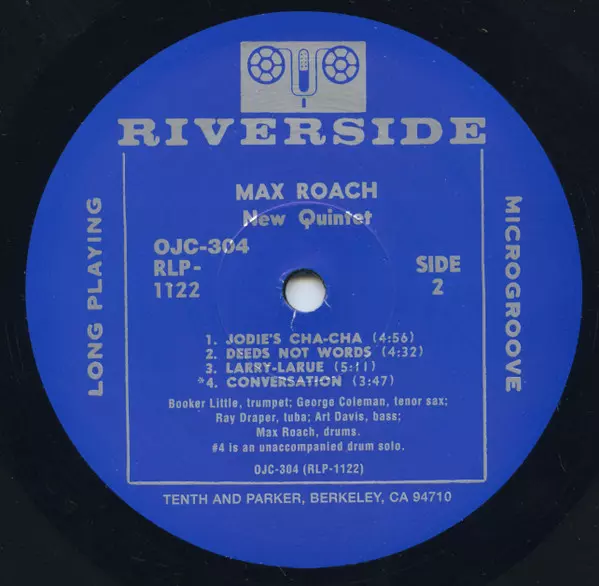 RIVERSIDE
MAX ROACH
New Quintet
OJC-304
RLP-
1122
SIDE
2
LONG PLAYING
MICROGROOVE
1. JODIE'S CHA-CHA (4:56)
2. DEEDS NOT WORDS (4:32)
3. LARRY-LARUE (5:11)
*4. CONVERSATION (3:47)
Booker Little, trumpet; George Coleman, tenor sax;
Ray Draper, tuba; Art Davis, bass;
Max Roach, drums.
#4 is an unaccompanied drum solo.
OJC-304 (RLP-1122)
TENTH AND PARKER, BERKELEY, CA 94710